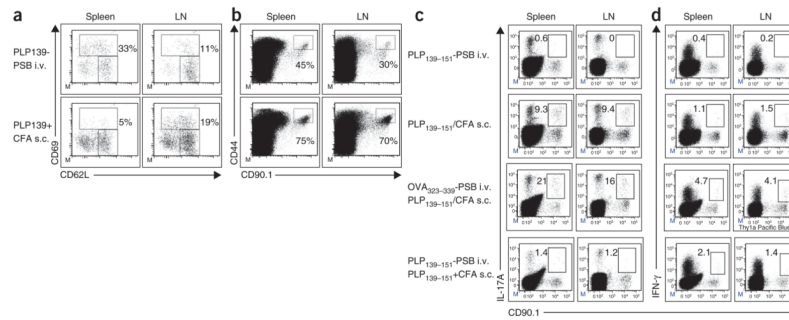 a
Spleen
LN
PLP139-
PSB i.v.
33%
11%
PLP139+
CFA s.c.
5%
19%
M
M
M
M
CD69
CD62L
b
Spleen
LN
45%
30%
75%
70%
M
M
M
M
CD44
CD90.1
c
Spleen
LN
PLP139–151-PSB i.v.
0.6
0
PLP139–151/CFA s.c.
9.3
9.4
OVA323–339-PSB i.v.
PLP139–151/CFA s.c.
21
16
PLP139–151-PSB i.v.
PLP139–151+CFA s.c.
1.4
1.2
IL-17A
CD90.1
d
Spleen
LN
0.4
0.2
1.1
1.5
4.7
4.1
Thy1a Pacific Blue
2.1
1.4
IFN-γ